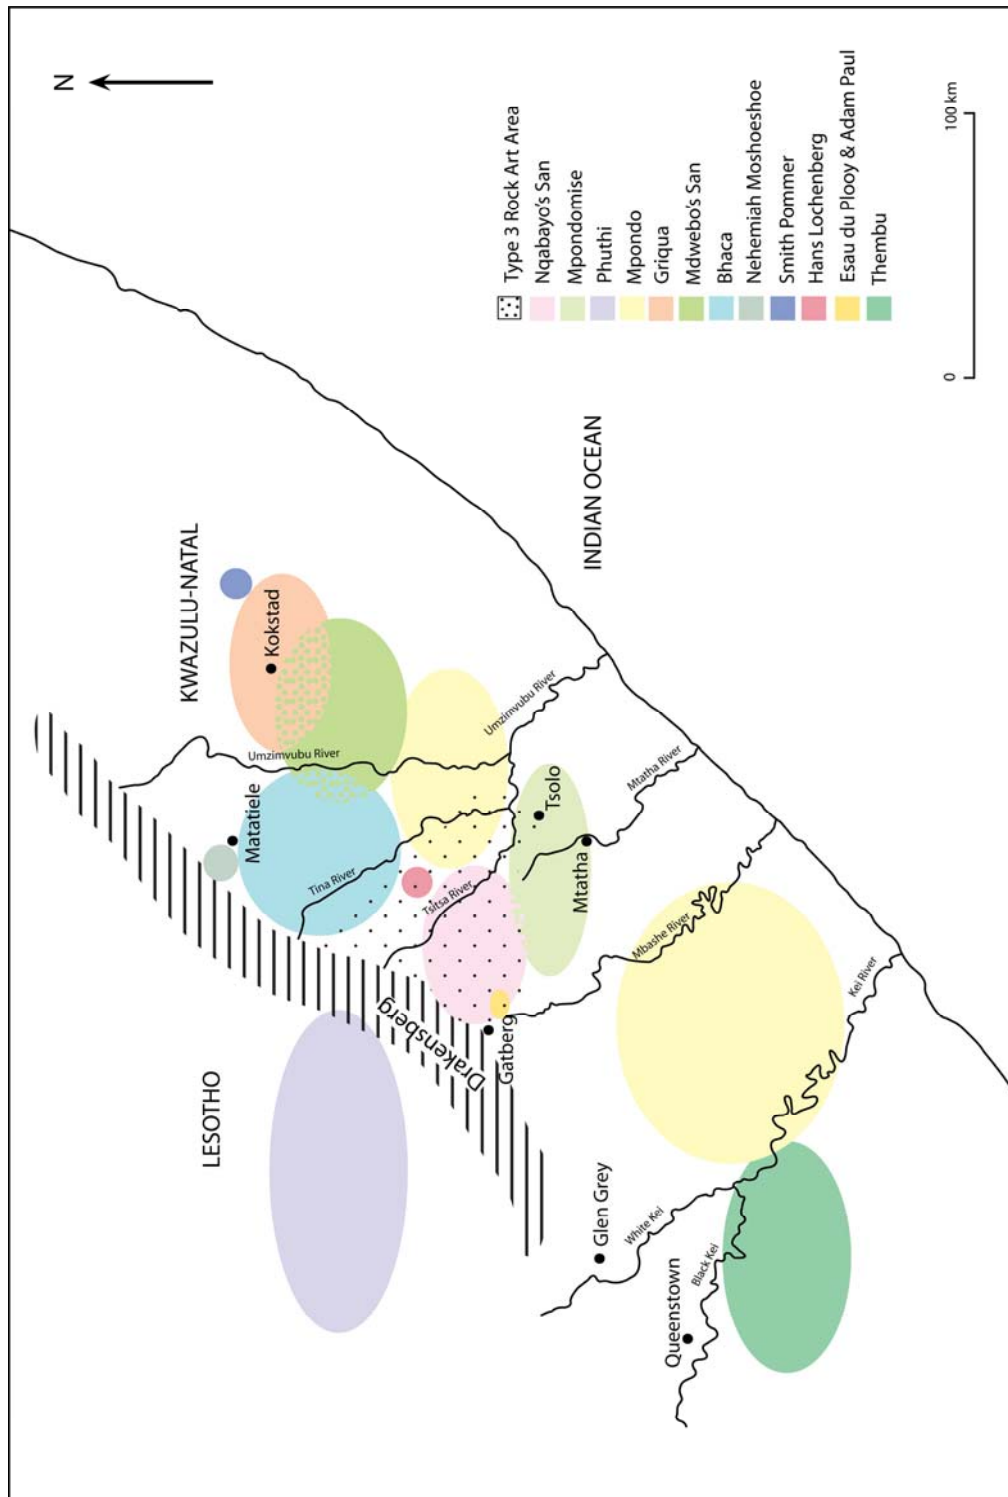 N
KWAZULU-NATAL
LESOTHO
Kokstad
Umzimvubu River
Matatiele
Tina River
Drakensberg
Tsitsa River
Umzimvubu River
Gatberg
Tsolo
Mtatha River
Mtatha
Mbashe River
INDIAN OCEAN
Glen Grey
White Kei
Kei River
Queenstown
Black Kei
Type 3 Rock Art Area
Nqabayo's San
Mpondomise
Phuthi
Mpondo
Griqua
Mdwebo's San
Bhaca
Nehemiah Moshoeshoe
Smith Pommer
Hans Lochenberg
Esau du Plooy & Adam Paul
Thembu
0
100 km